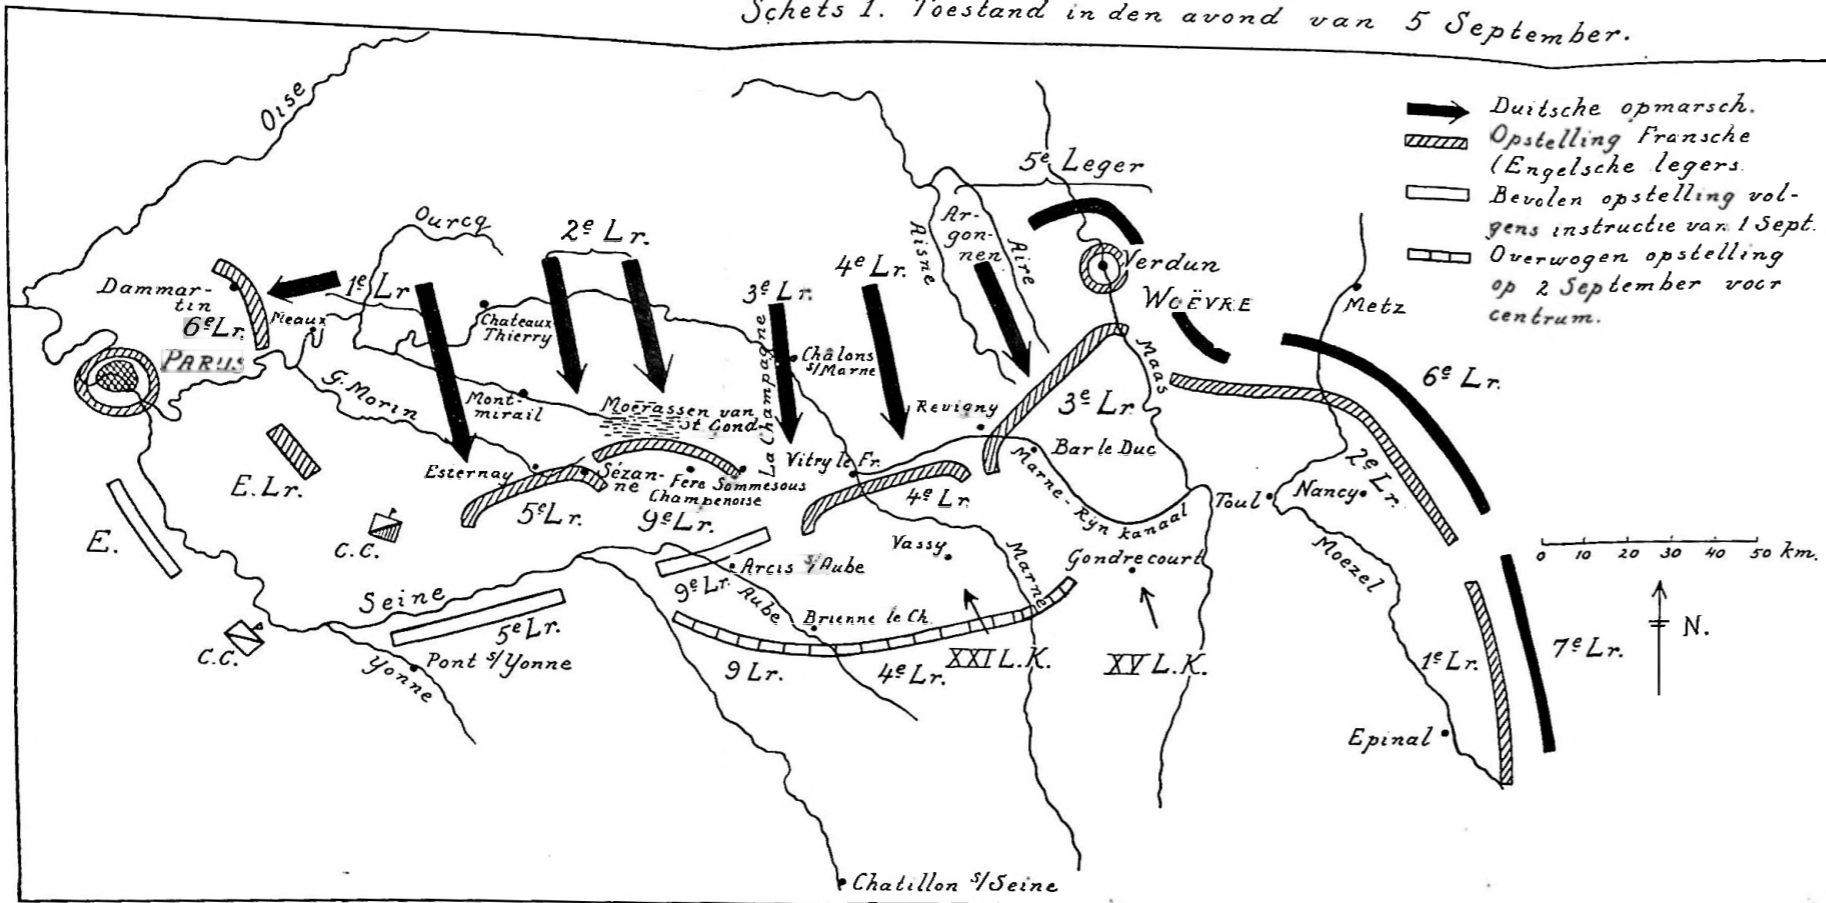 Schets 1. Toestand in den avond van 5 September.
Duitsche opmarsch.
Opstelling Fransche
(Engelsche legers.
Bevolen opstelling vol-
gens instructie van 1 Sept.
Overwogen opstelling
op 2 September voor
centrum.
Oise
Ourcq
2e Lr.
5e Leger
Aisne
Ar-
gon-
nen
Aire
Verdun
WOËVRE
Metz
Dammar-
tin
6e Lr.
1e Lr
Meaux
PARIJS
Chateaux
Thierry
3e Lr.
4e Lr.
La Champagne
Châlons
s/Marne
Maas
6e Lr.
G. Morin
Mont-
mirail
Moerassen van
St Gond
Revigny
3e Lr.
Bar le Duc
2e Lr.
Esternay
Sézan-
ne
Fère
Champenoise
Sommesous
Vitry le Fr.
Marne-Rijn kanaal
Toul
Nancy
E. Lr.
5e Lr.
9e Lr.
4e Lr.
E.
C.C.
Arcis s/Aube
Vassy
Marne
Gondrecourt
Moezel
0 10 20 30 40 50 km.
Seine
9e Lr.
Aube
Brienne le Ch.
5e Lr.
N.
C.C.
Yonne
Pont s/Yonne
9 Lr.
4e Lr.
XXI L.K.
XV L.K.
1e Lr.
7e Lr.
Epinal
Chatillon s/Seine